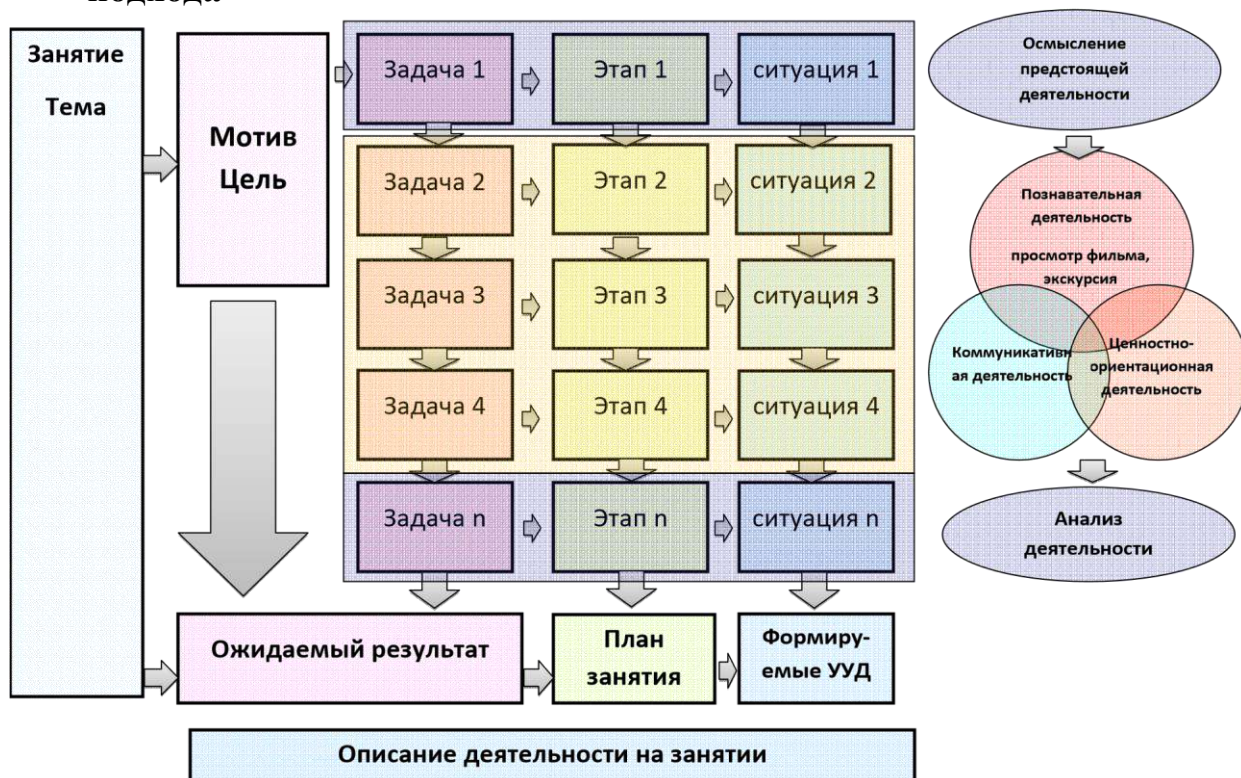 Занятие
Тема
Мотив
Цель
Задача 1
Этап 1
ситуация 1
Задача 2
Этап 2
ситуация 2
Задача 3
Этап 3
ситуация 3
Задача 4
Этап 4
ситуация 4
Задача n
Этап n
ситуация n
Ожидаемый результат
План
занятия
Формиру-
емые УУД
Описание деятельности на занятии
Осмысление
предстоящей
деятельности
Познавательная
деятельность
просмотр фильма,
экскурсия
Коммуникативн
ая деятельность
Ценностно-
ориентационная
деятельность
Анализ
деятельности